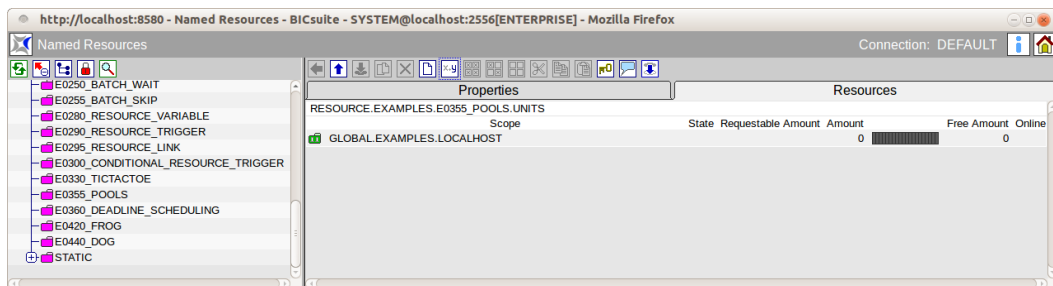 http://localhost:8580 - Named Resources - BICsuite - SYSTEM@localhost:2556[ENTERPRISE] - Mozilla Firefox
Named Resources Connection: DEFAULT
Properties Resources
E0250_BATCH_WAIT
E0255_BATCH_SKIP
E0280_RESOURCE_VARIABLE
E0290_RESOURCE_TRIGGER
E0295_RESOURCE_LINK
E0300_CONDITIONAL_RESOURCE_TRIGGER
E0330_TICTACTOE
E0355_POOLS
E0360_DEADLINE_SCHEDULING
E0420_FROG
E0440_DOG
STATIC
RESOURCE.EXAMPLES.E0355_POOLS.UNITS
Scope State Requestable Amount Amount Free Amount Online
GLOBAL.EXAMPLES.LOCALHOST 0 0